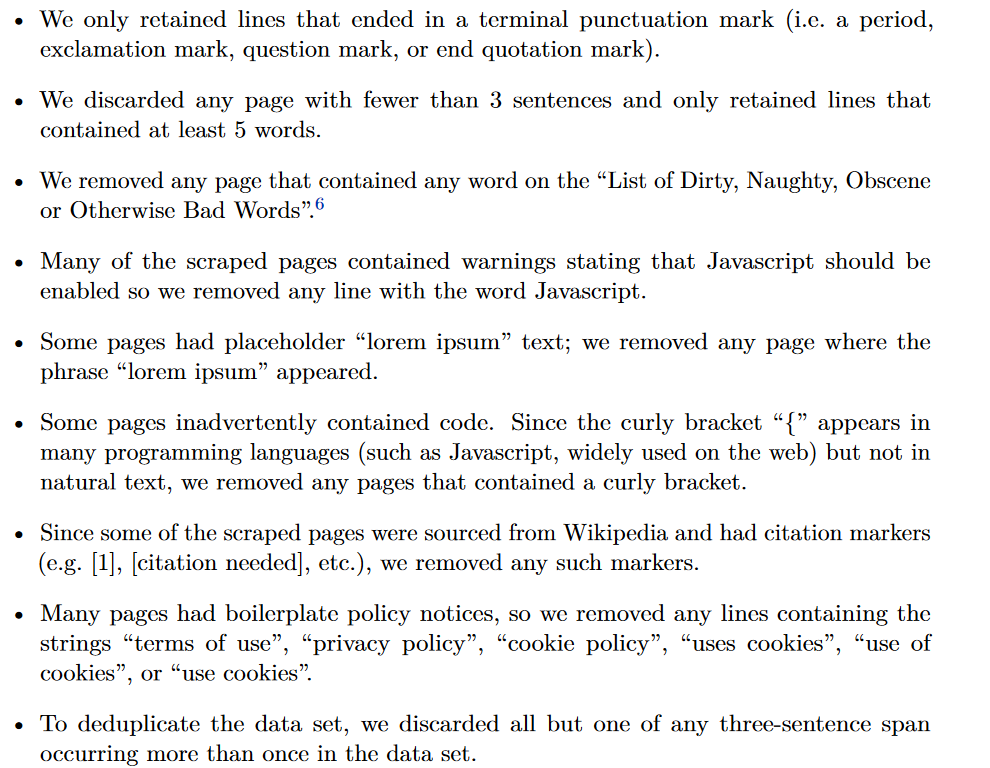 • We only retained lines that ended in a terminal punctuation mark (i.e. a period,
exclamation mark, question mark, or end quotation mark).
• We discarded any page with fewer than 3 sentences and only retained lines that
contained at least 5 words.
• We removed any page that contained any word on the “List of Dirty, Naughty, Obscene
or Otherwise Bad Words”.6
• Many of the scraped pages contained warnings stating that Javascript should be
enabled so we removed any line with the word Javascript.
• Some pages had placeholder “lorem ipsum” text; we removed any page where the
phrase “lorem ipsum” appeared.
• Some pages inadvertently contained code. Since the curly bracket “{” appears in
many programming languages (such as Javascript, widely used on the web) but not in
natural text, we removed any pages that contained a curly bracket.
• Since some of the scraped pages were sourced from Wikipedia and had citation markers
(e.g. [1], [citation needed], etc.), we removed any such markers.
• Many pages had boilerplate policy notices, so we removed any lines containing the
strings “terms of use”, “privacy policy”, “cookie policy”, “uses cookies”, “use of
cookies”, or “use cookies”.
• To deduplicate the data set, we discarded all but one of any three-sentence span
occurring more than once in the data set.